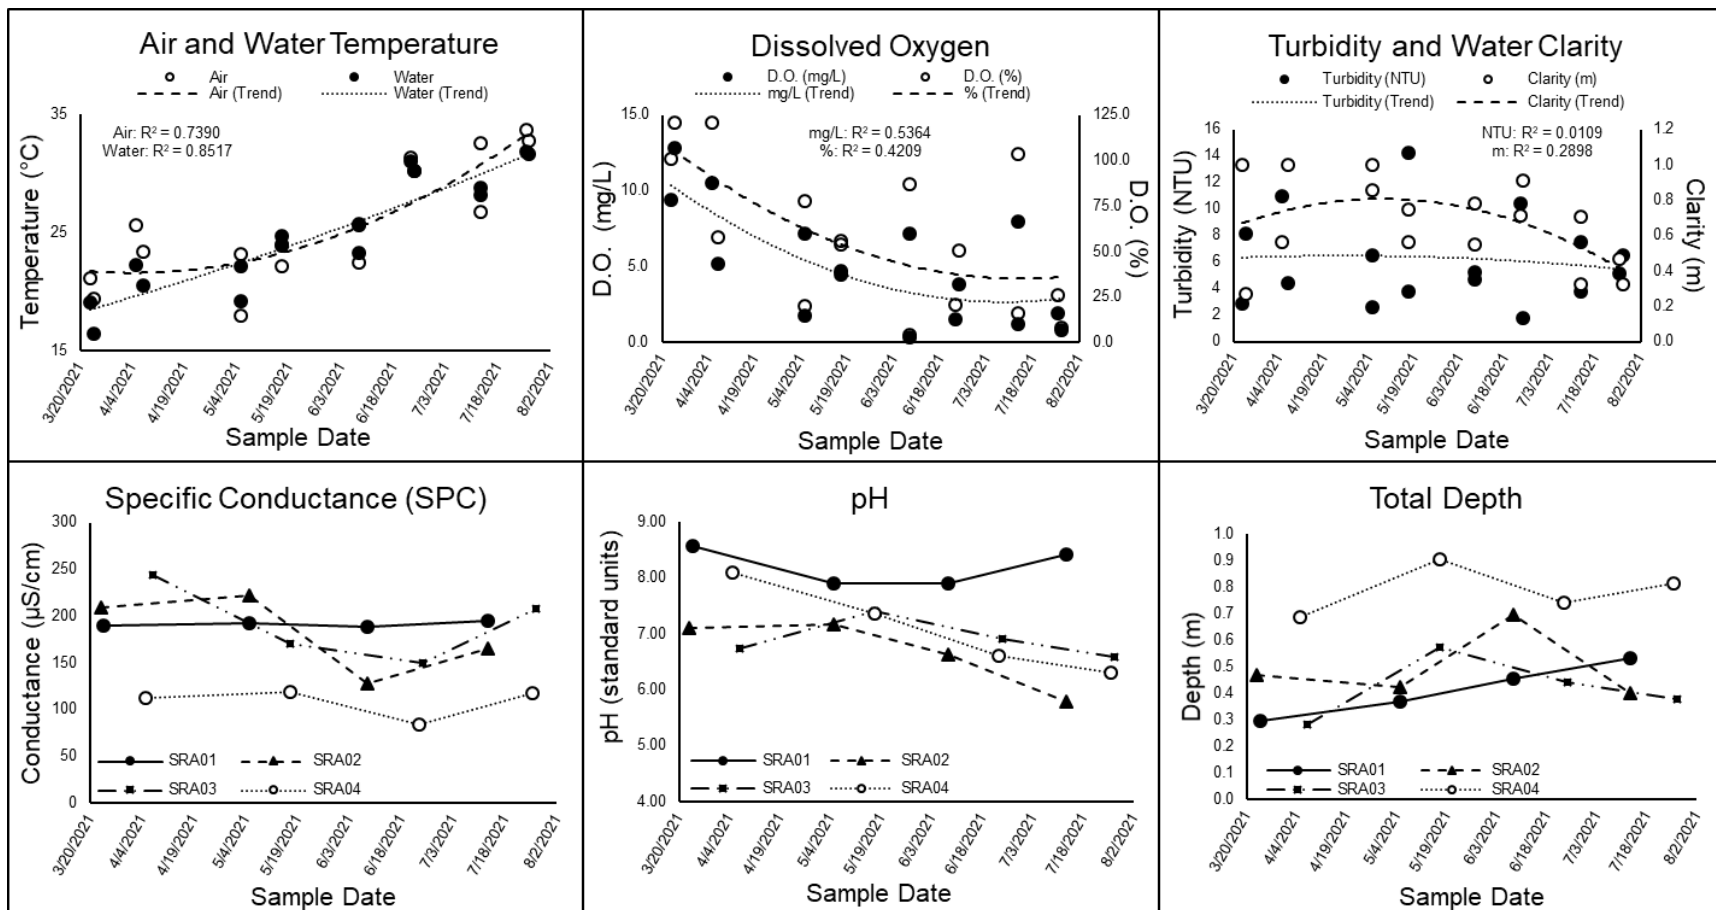 Air and Water Temperature
Air
Water
Air (Trend)
Water (Trend)
Air: R² = 0.7390
Water: R² = 0.8517
Temperature (°C)
35
25
15
3/20/2021
4/4/2021
4/19/2021
5/4/2021
5/19/2021
6/3/2021
6/18/2021
7/3/2021
7/18/2021
8/2/2021
Sample Date
Dissolved Oxygen
D.O. (mg/L)
D.O. (%)
mg/L (Trend)
% (Trend)
mg/L: R² = 0.5364
%: R² = 0.4209
D.O. (mg/L)
15.0
10.0
5.0
0.0
125.0
100.0
75.0
50.0
25.0
0.0
D.O. (%)
3/20/2021
4/4/2021
4/19/2021
5/4/2021
5/19/2021
6/3/2021
6/18/2021
7/3/2021
7/18/2021
8/2/2021
Sample Date
Turbidity and Water Clarity
Turbidity (NTU)
Clarity (m)
Turbidity (Trend)
Clarity (Trend)
NTU: R² = 0.0109
m: R² = 0.2898
Turbidity (NTU)
16
14
12
10
8
6
4
2
0
1.2
1.0
0.8
0.6
0.4
0.2
0.0
Clarity (m)
3/20/2021
4/4/2021
4/19/2021
5/4/2021
5/19/2021
6/3/2021
6/18/2021
7/3/2021
7/18/2021
8/2/2021
Sample Date
Specific Conductance (SPC)
Conductance (µS/cm)
300
250
200
150
100
50
0
SRA01
SRA02
SRA03
SRA04
3/20/2021
4/4/2021
4/19/2021
5/4/2021
5/19/2021
6/3/2021
6/18/2021
7/3/2021
7/18/2021
8/2/2021
Sample Date
pH
pH (standard units)
9.00
8.00
7.00
6.00
5.00
4.00
SRA01
SRA02
SRA03
SRA04
3/20/2021
4/4/2021
4/19/2021
5/4/2021
5/19/2021
6/3/2021
6/18/2021
7/3/2021
7/18/2021
8/2/2021
Sample Date
Total Depth
Depth (m)
1.0
0.9
0.8
0.7
0.6
0.5
0.4
0.3
0.2
0.1
0.0
SRA01
SRA02
SRA03
SRA04
3/20/2021
4/4/2021
4/19/2021
5/4/2021
5/19/2021
6/3/2021
6/18/2021
7/3/2021
7/18/2021
8/2/2021
Sample Date